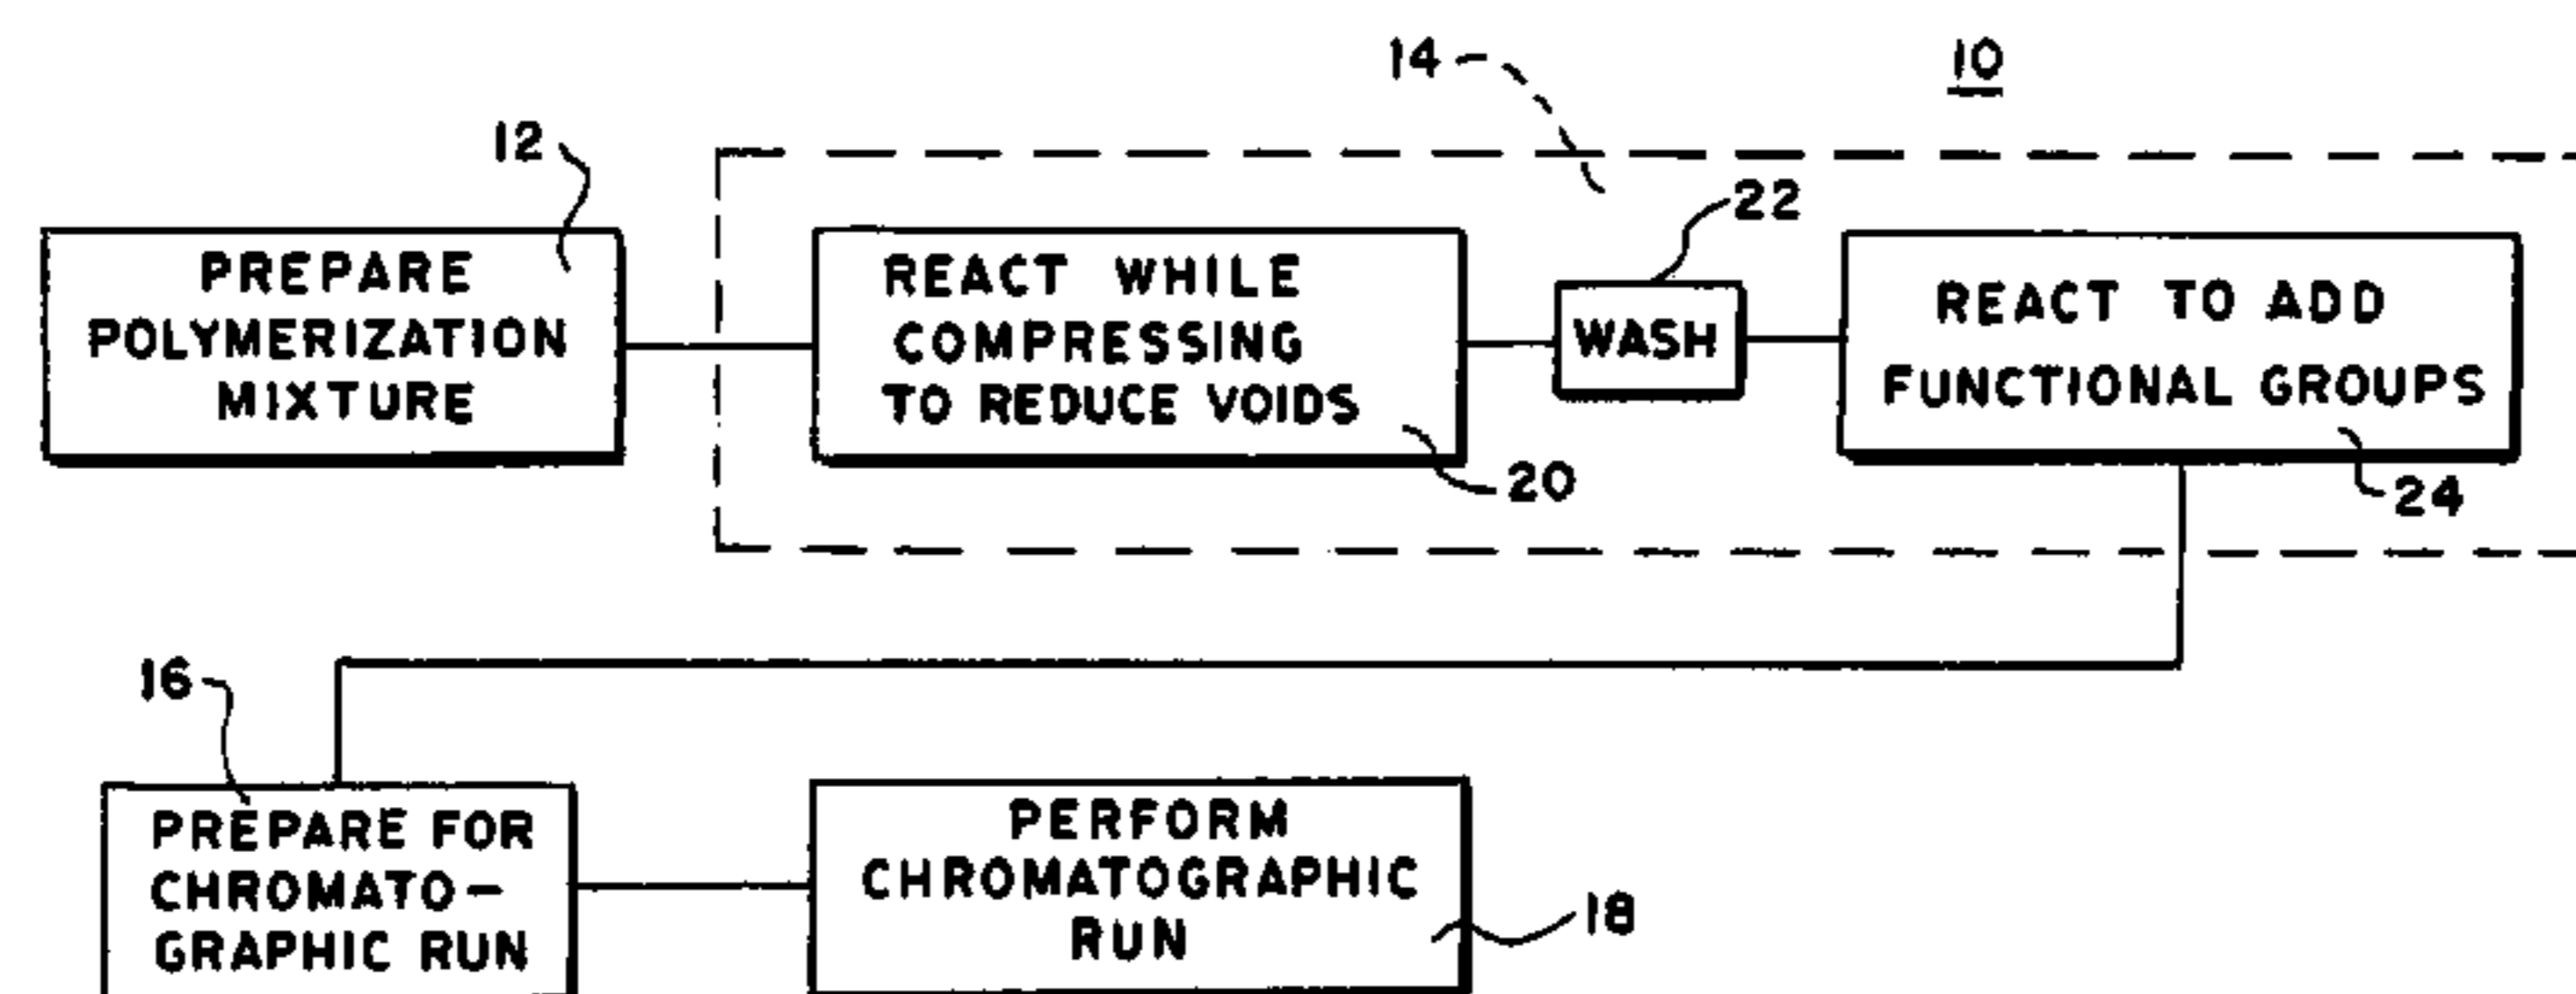 14
10
12
22
PREPARE
POLYMERIZATION
MIXTURE
REACT WHILE
COMPRESSING
TO REDUCE VOIDS
WASH
REACT TO ADD
FUNCTIONAL GROUPS
20
24
16
PREPARE FOR
CHROMATO-
GRAPHIC RUN
PERFORM
CHROMATOGRAPHIC
RUN
18